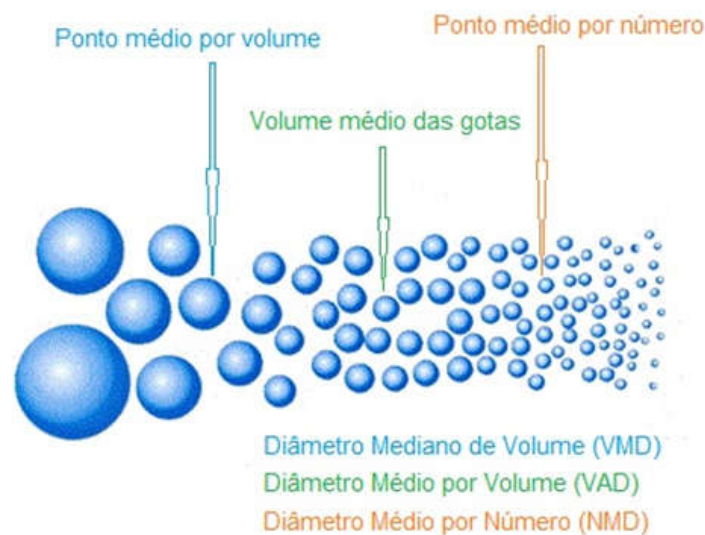 Ponto médio por número
Ponto médio por volume
Volume médio das gotas
Diâmetro Mediano de Volume (VMD)
Diâmetro Médio por Volume (VAD)
Diâmetro Médio por Número (NMD)